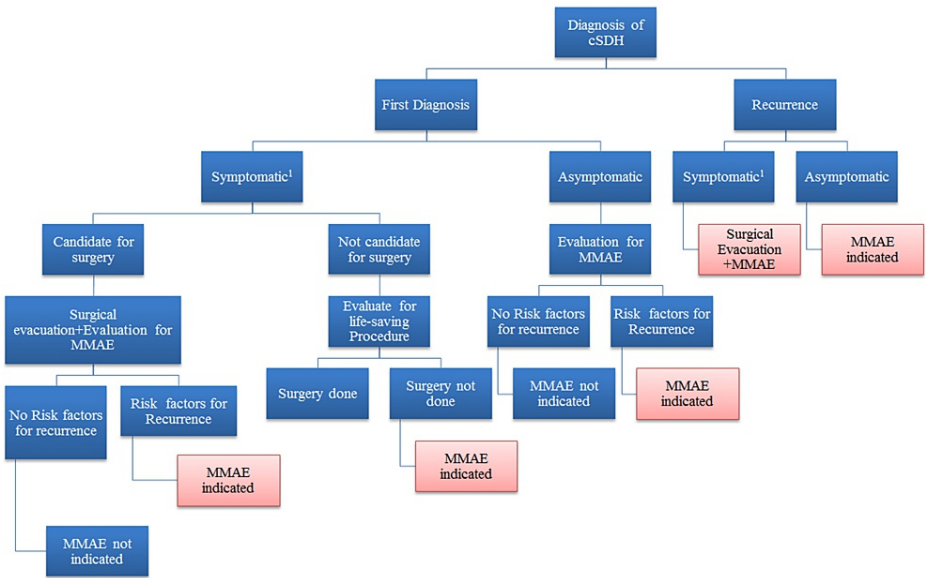 Diagnosis of
cSDH
First Diagnosis
Recurrence
Symptomatic¹
Asymptomatic
Symptomatic¹
Asymptomatic
Candidate for
surgery
Not candidate
for surgery
Evaluation for
MMAE
Surgical
Evacuation
+MMAE
MMAE
indicated
Surgical
evacuation+Evaluation for
MMAE
Evaluate for
life-saving
Procedure
No Risk factors
for recurrence
Risk factors for
Recurrence
No Risk factors
for recurrence
Risk factors for
Recurrence
Surgery done
Surgery not
done
MMAE not
indicated
MMAE
indicated
MMAE
indicated
MMAE
indicated
MMAE not
indicated